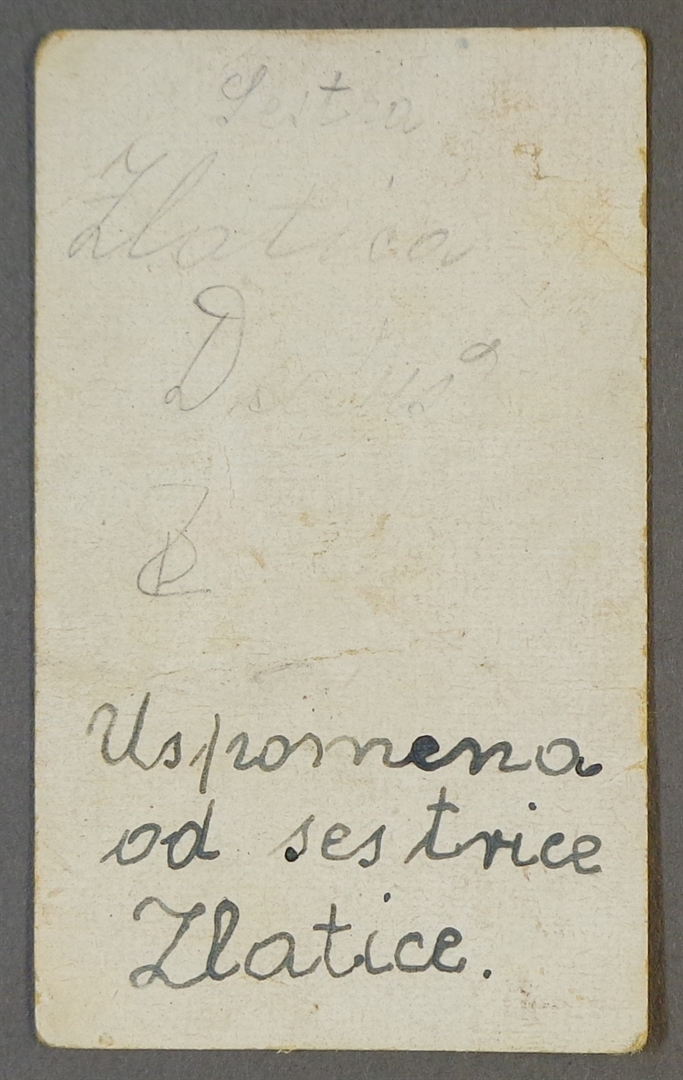 Sestra
Zlatica
Uspomena
od sestrice
Zlatice.